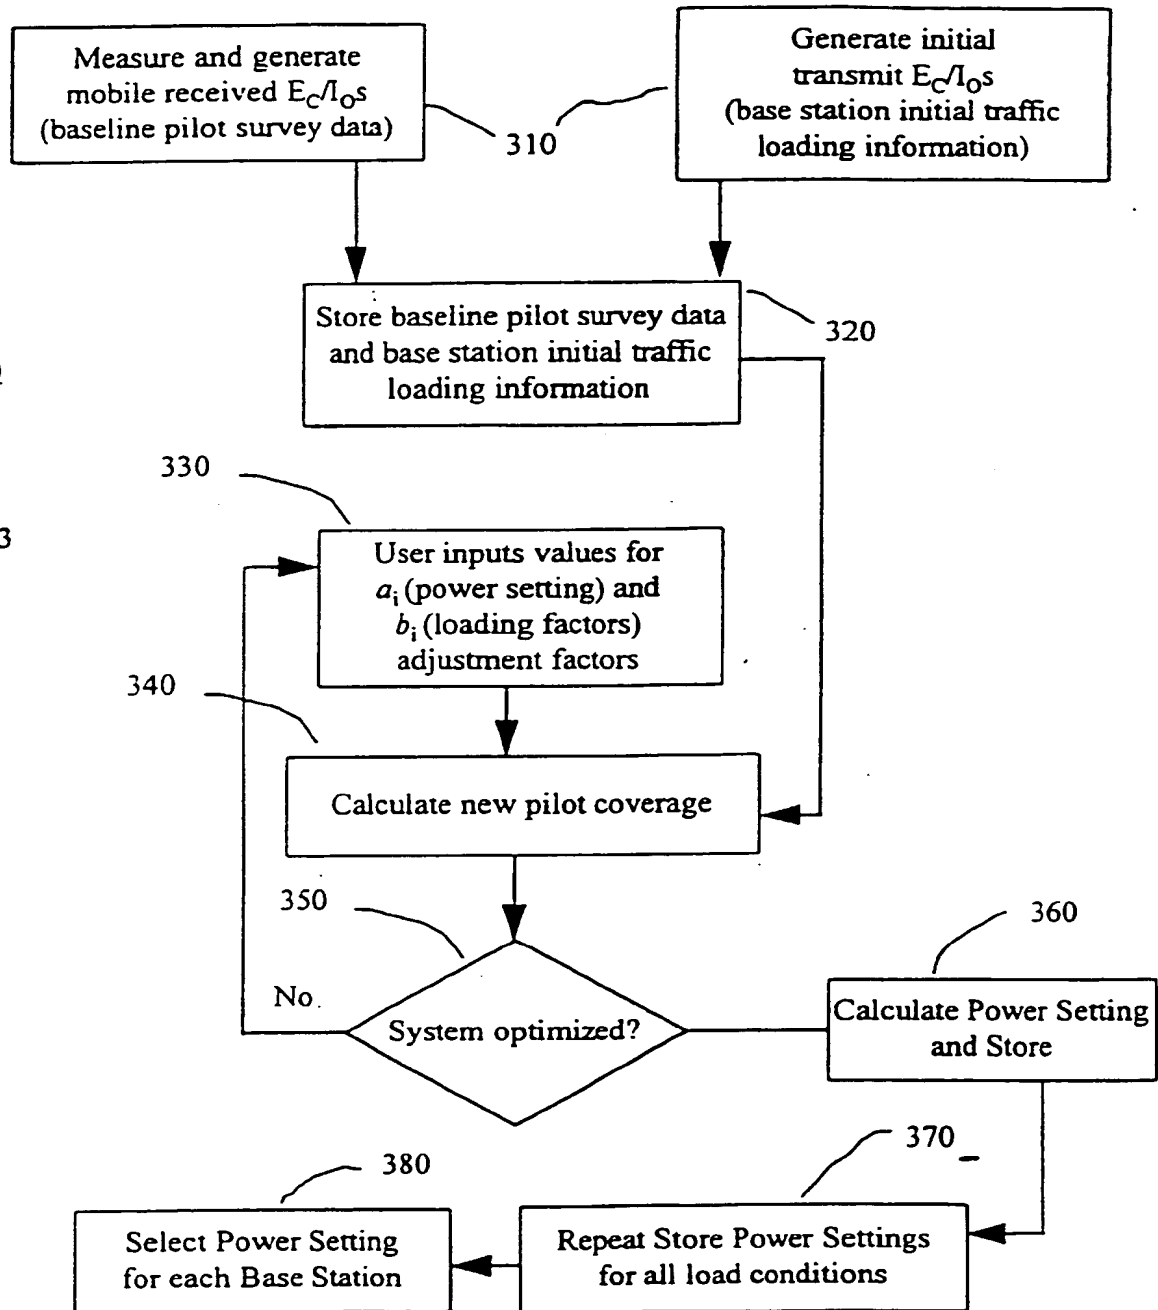 Measure and generate
mobile received E_C/I_Os
(baseline pilot survey data)
Generate initial
transmit E_C/I_Os
(base station initial traffic
loading information)
310
Store baseline pilot survey data
and base station initial traffic
loading information
320
330
3
User inputs values for
a_i (power setting) and
b_i (loading factors)
adjustment factors
340
Calculate new pilot coverage
350
360
No
System optimized?
Calculate Power Setting
and Store
370
380
Select Power Setting
for each Base Station
Repeat Store Power Settings
for all load conditions